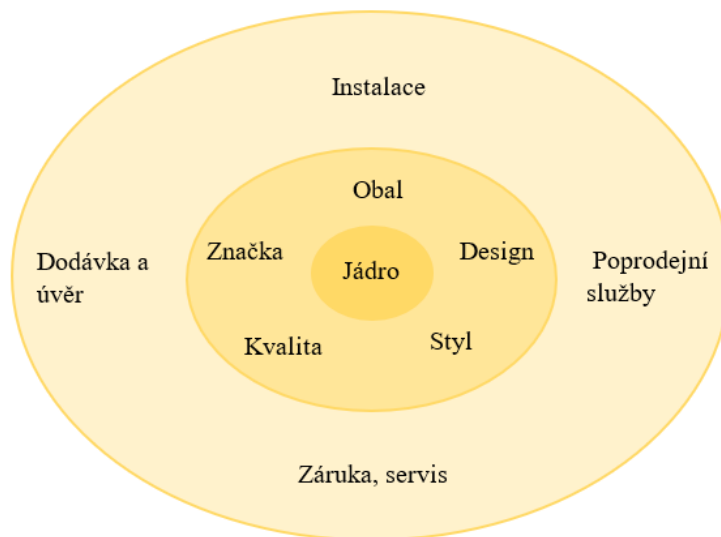 Instalace
Obal
Značka
Design
Jádro
Dodávka a
úvěr
Poprodejní
služby
Kvalita
Styl
Záruka, servis